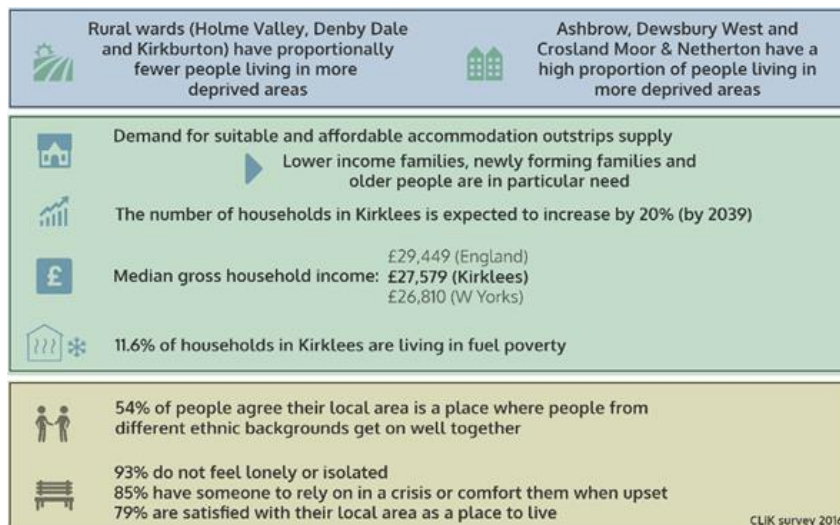 Rural wards (Holme Valley, Denby Dale
and Kirkburton) have proportionally
fewer people living in more
deprived areas
Ashbrow, Dewsbury West and
Crosland Moor & Netherton have a
high proportion of people living in
more deprived areas
Demand for suitable and affordable accommodation outstrips supply
Lower income families, newly forming families and
older people are in particular need
The number of households in Kirklees is expected to increase by 20% (by 2039)
£
£29,449 (England)
Median gross household income: £27,579 (Kirklees)
£26,810 (W Yorks)
11.6% of households in Kirklees are living in fuel poverty
54% of people agree their local area is a place where people from
different ethnic backgrounds get on well together
93% do not feel lonely or isolated
85% have someone to rely on in a crisis or comfort them when upset
79% are satisfied with their local area as a place to live
CLiK survey